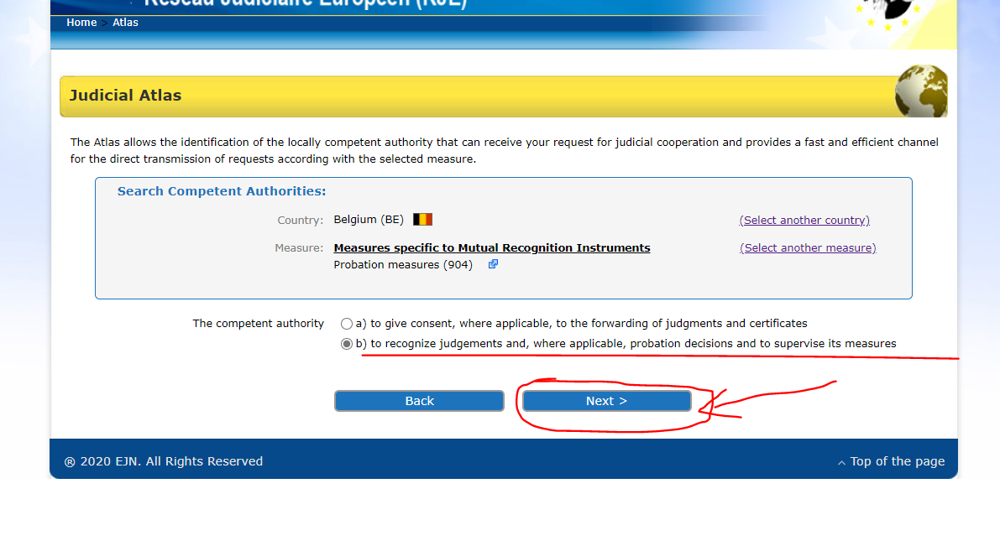 Réseau Judiciaire Européen (RJE)
Home > Atlas
Judicial Atlas
The Atlas allows the identification of the locally competent authority that can receive your request for judicial cooperation and provides a fast and efficient channel
for the direct transmission of requests according with the selected measure.
Search Competent Authorities:
Country: Belgium (BE) (Select another country)
Measure: Measures specific to Mutual Recognition Instruments (Select another measure)
Probation measures (904)
The competent authority a) to give consent, where applicable, to the forwarding of judgments and certificates
b) to recognize judgements and, where applicable, probation decisions and to supervise its measures
Back Next >
® 2020 EJN. All Rights Reserved Top of the page